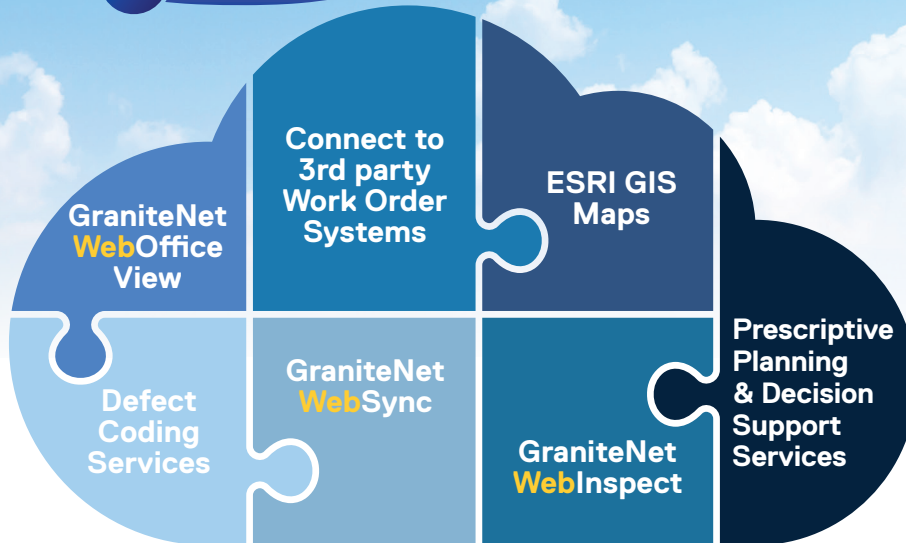 Connect to
3rd party
Work Order
Systems
ESRI GIS
Maps
GraniteNet
WebOffice
View
Prescriptive
Planning
& Decision
Support
Services
GraniteNet
WebSync
Defect
Coding
Services
GraniteNet
WebInspect